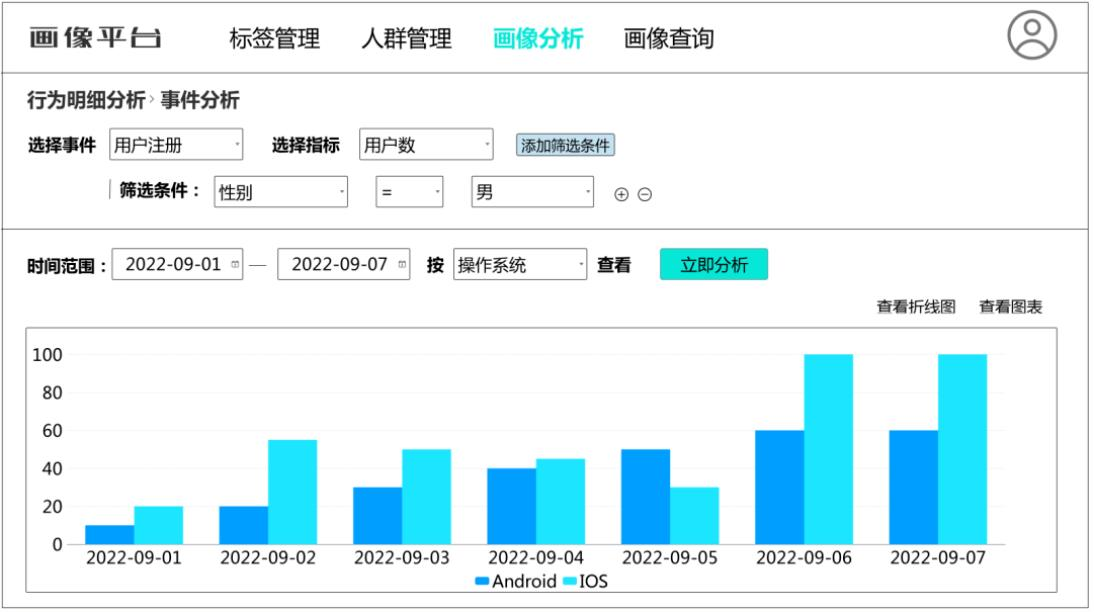 画像平台 标签管理 人群管理 画像分析 画像查询
行为明细分析 > 事件分析
选择事件 用户注册 选择指标 用户数 添加筛选条件
筛选条件： 性别 = 男
时间范围： 2022-09-01 — 2022-09-07 按 操作系统 查看 立即分析
查看折线图 查看图表
100
80
60
40
20
0
2022-09-01 2022-09-02 2022-09-03 2022-09-04 2022-09-05 2022-09-06 2022-09-07
Android IOS